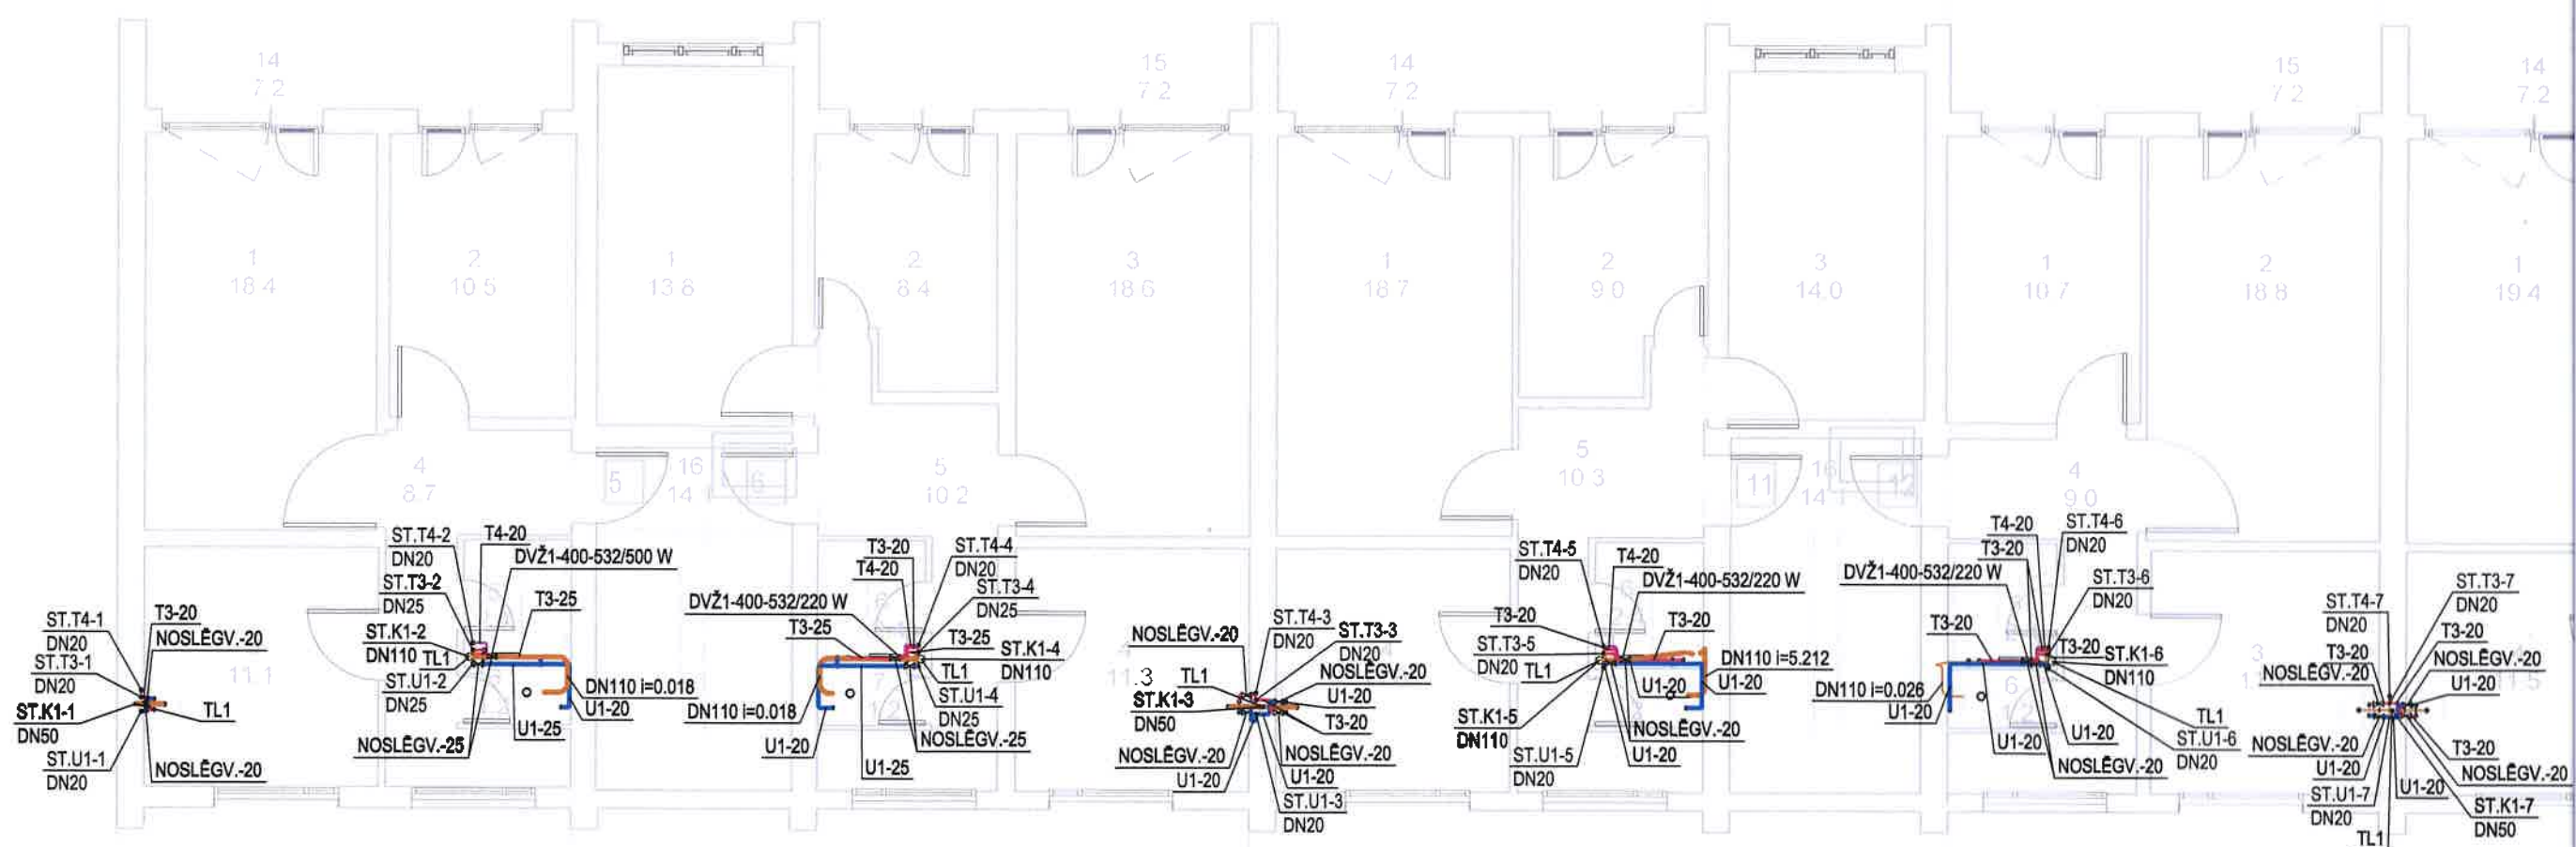 14
7.2
15
7.2
14
7.2
15
7.2
14
7.2
1
18.4
2
10.5
1
13.8
2
8.4
3
18.6
1
18.7
2
9.0
3
14.0
1
10.7
2
18.8
1
19.4
4
8.7
5
16
6
5
10.2
5
10.3
11
16
12
4
9.0
ST.T4-1
DN20
ST.T3-1
DN20
ST.K1-1
DN50
ST.U1-1
DN20
T3-20
NOSLĒGV.-20
TL1
NOSLĒGV.-20
11.1
ST.T4-2
DN20
ST.T3-2
DN25
ST.K1-2
DN110
TL1
ST.U1-2
DN25
NOSLĒGV.-25
T4-20
DVŽ1-400-532/500 W
T3-25
DN110 i=0.018
U1-20
U1-25
DVŽ1-400-532/220 W
T3-25
T3-20
T4-20
ST.T4-4
DN20
ST.T3-4
DN25
T3-25
ST.K1-4
DN110
TL1
ST.U1-4
DN25
NOSLĒGV.-25
DN110 i=0.018
U1-20
U1-25
11.3
NOSLĒGV.-20
TL1
ST.K1-3
DN50
NOSLĒGV.-20
U1-20
ST.T4-3
DN20
ST.T3-3
DN20
NOSLĒGV.-20
U1-20
T3-20
NOSLĒGV.-20
U1-20
ST.U1-3
DN20
ST.T4-5
DN20
T3-20
ST.T3-5
DN20
TL1
ST.K1-5
DN110
ST.U1-5
DN20
T4-20
DVŽ1-400-532/220 W
T3-20
DN110 i=5.212
U1-20
U1-20
NOSLĒGV.-20
U1-20
DVŽ1-400-532/220 W
T3-20
DN110 i=0.026
U1-20
T4-20
T3-20
ST.T4-6
DN20
ST.T3-6
DN20
T3-20
ST.K1-6
DN110
TL1
ST.U1-6
DN20
U1-20
NOSLĒGV.-20
U1-20
ST.T4-7
DN20
T3-20
NOSLĒGV.-20
NOSLĒGV.-20
U1-20
ST.U1-7
DN20
TL1
ST.T3-7
DN20
T3-20
NOSLĒGV.-20
U1-20
11.5
T3-20
NOSLĒGV.-20
U1-20
ST.K1-7
DN50